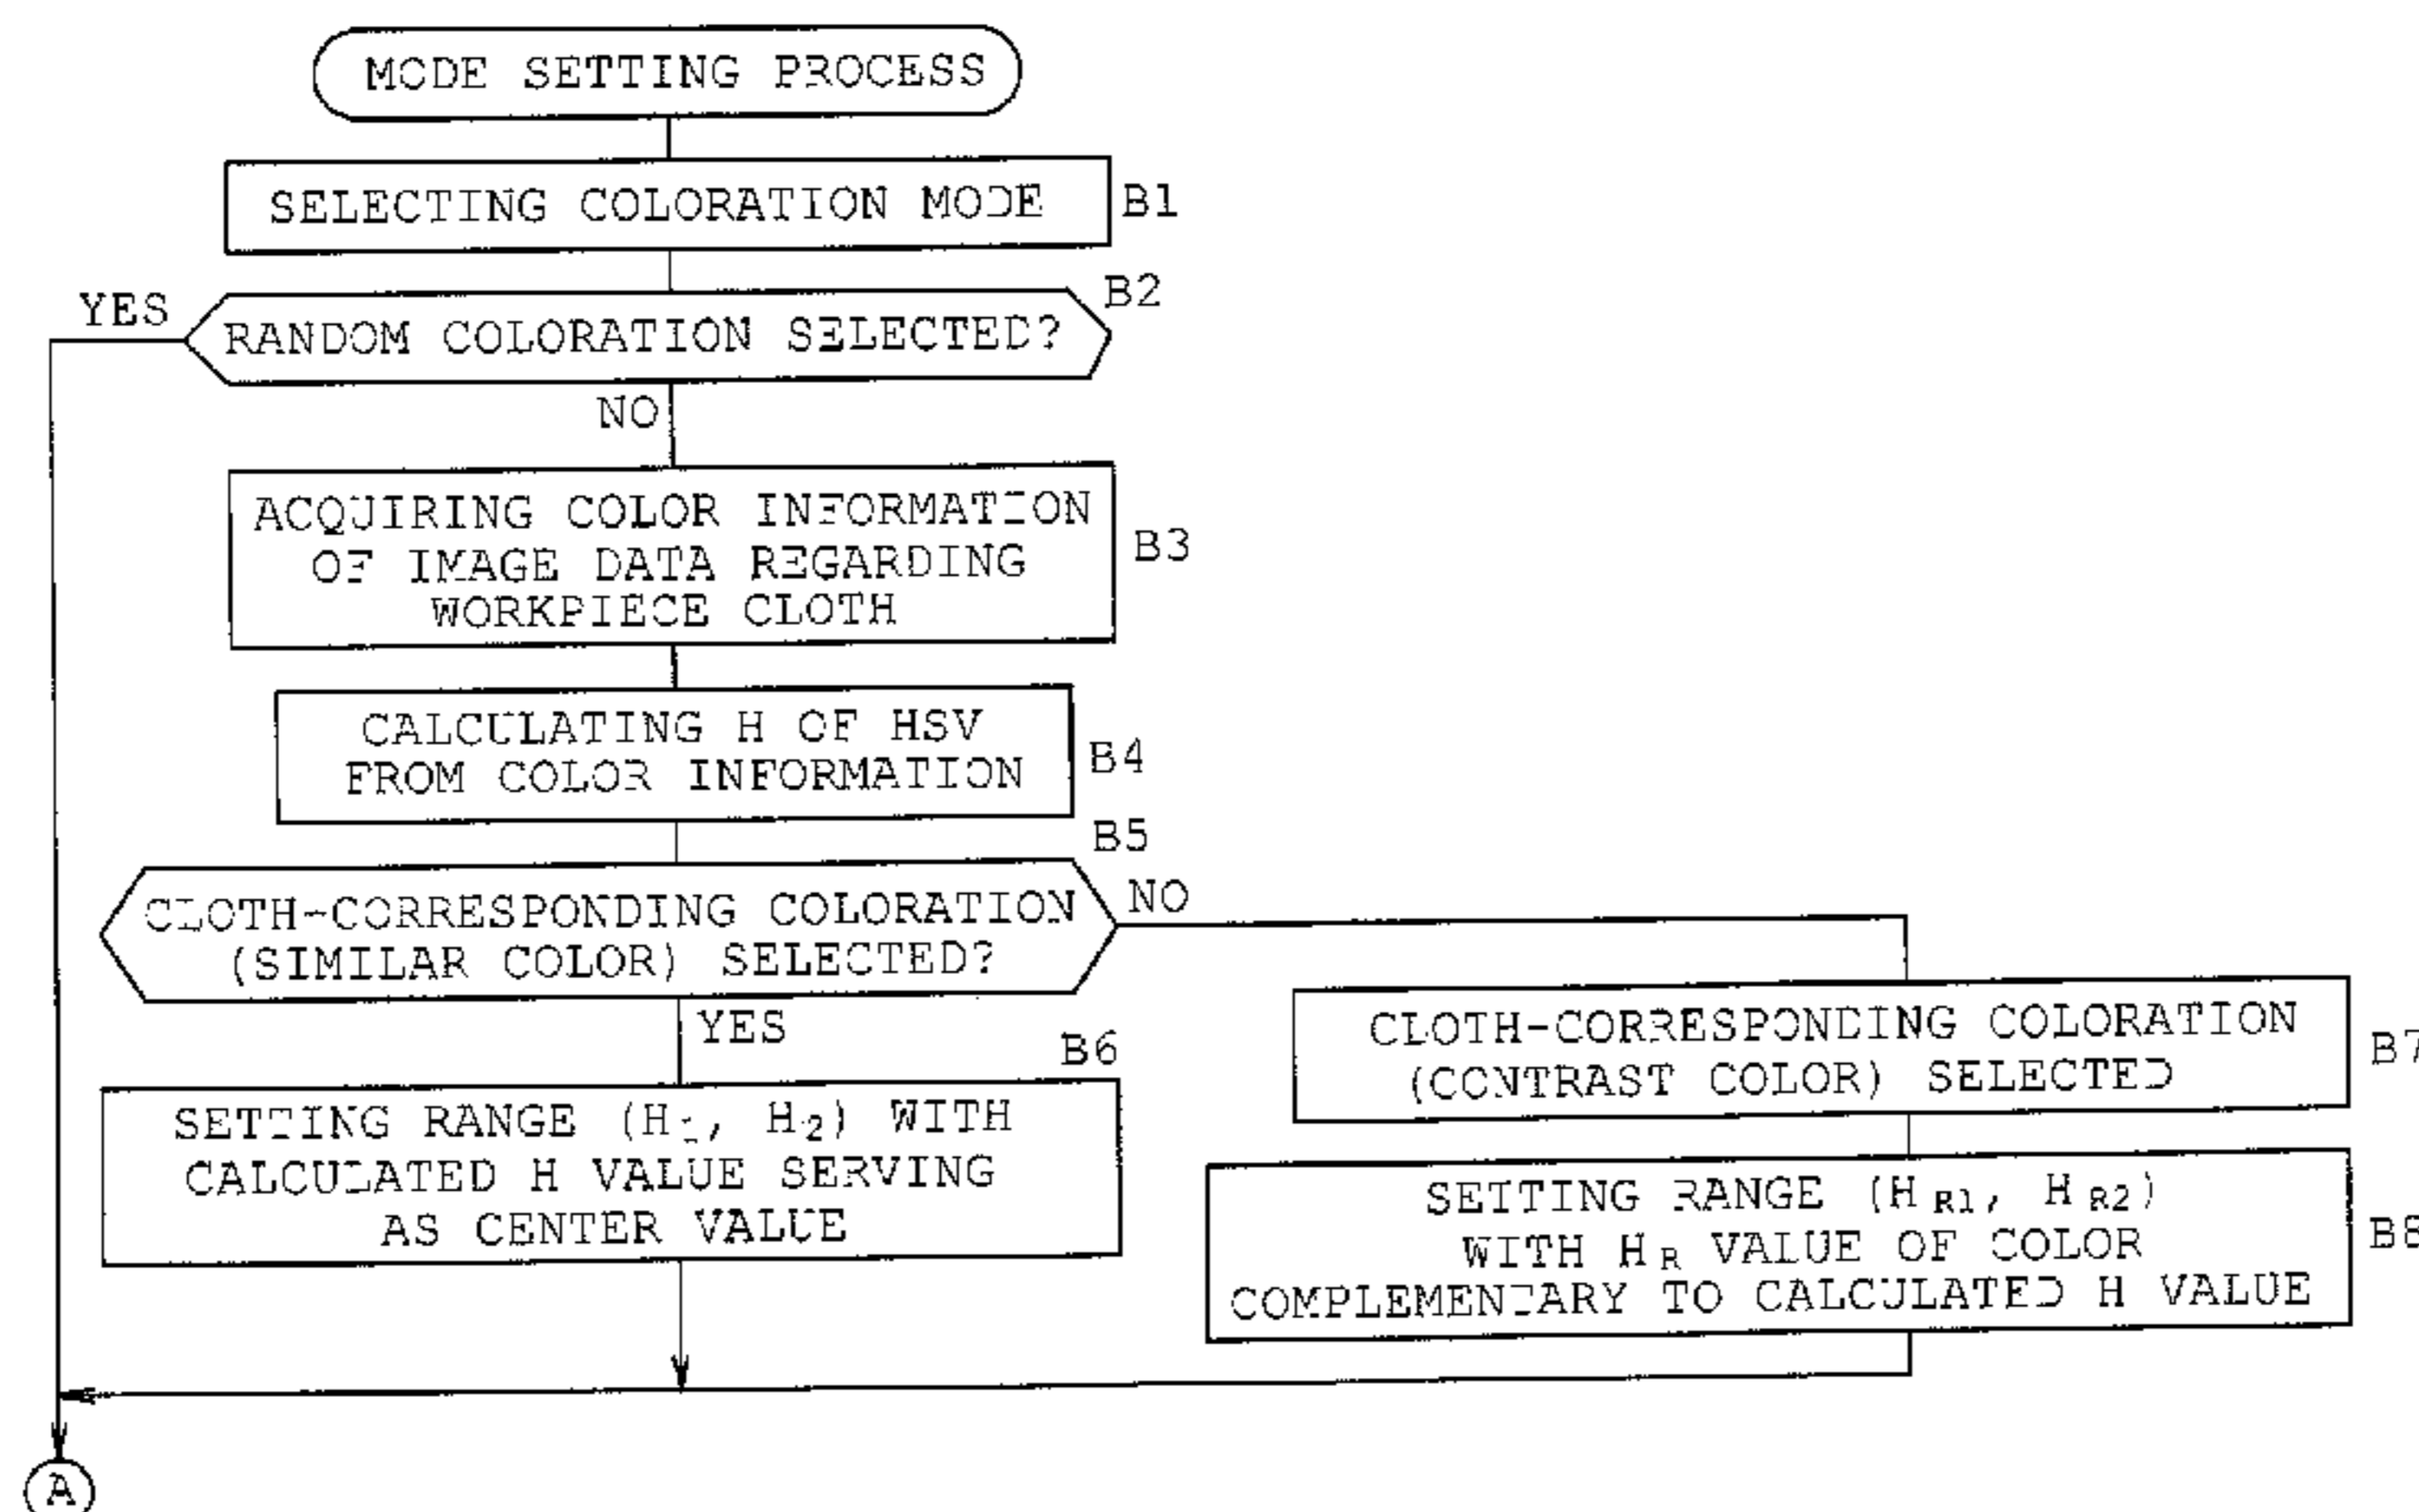 MODE SETTING PROCESS
SELECTING COLORATION MODE
B1
B2
YES
RANDOM COLORATION SELECTED?
NO
ACQUIRING COLOR INFORMATION
OF IMAGE DATA REGARDING
WORKPIECE CLOTH
B3
CALCULATING H OF HSV
FROM COLOR INFORMATION
B4
B5
CLOTH-CORRESPONDING COLORATION
(SIMILAR COLOR) SELECTED?
NO
YES
B6
SETTING RANGE (H1, H2) WITH
CALCULATED H VALUE SERVING
AS CENTER VALUE
CLOTH-CORRESPONDING COLORATION
(CONTRAST COLOR) SELECTED
B7
SETTING RANGE (HR1, HR2)
WITH HR VALUE OF COLOR
COMPLEMENTARY TO CALCULATED H VALUE
B8
A